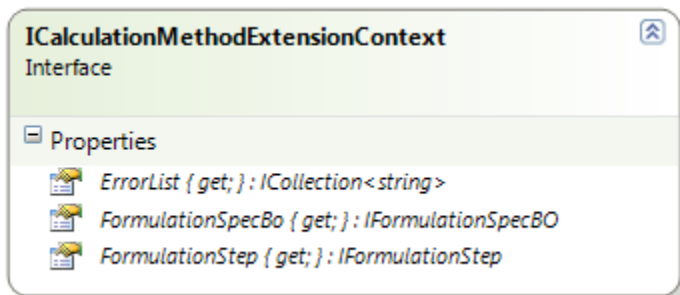 ICalculationMethodExtensionContext
Interface
Properties
ErrorList { get; } : ICollection<string>
FormulationSpecBo { get; } : IFormulationSpecBO
FormulationStep { get; } : IFormulationStep